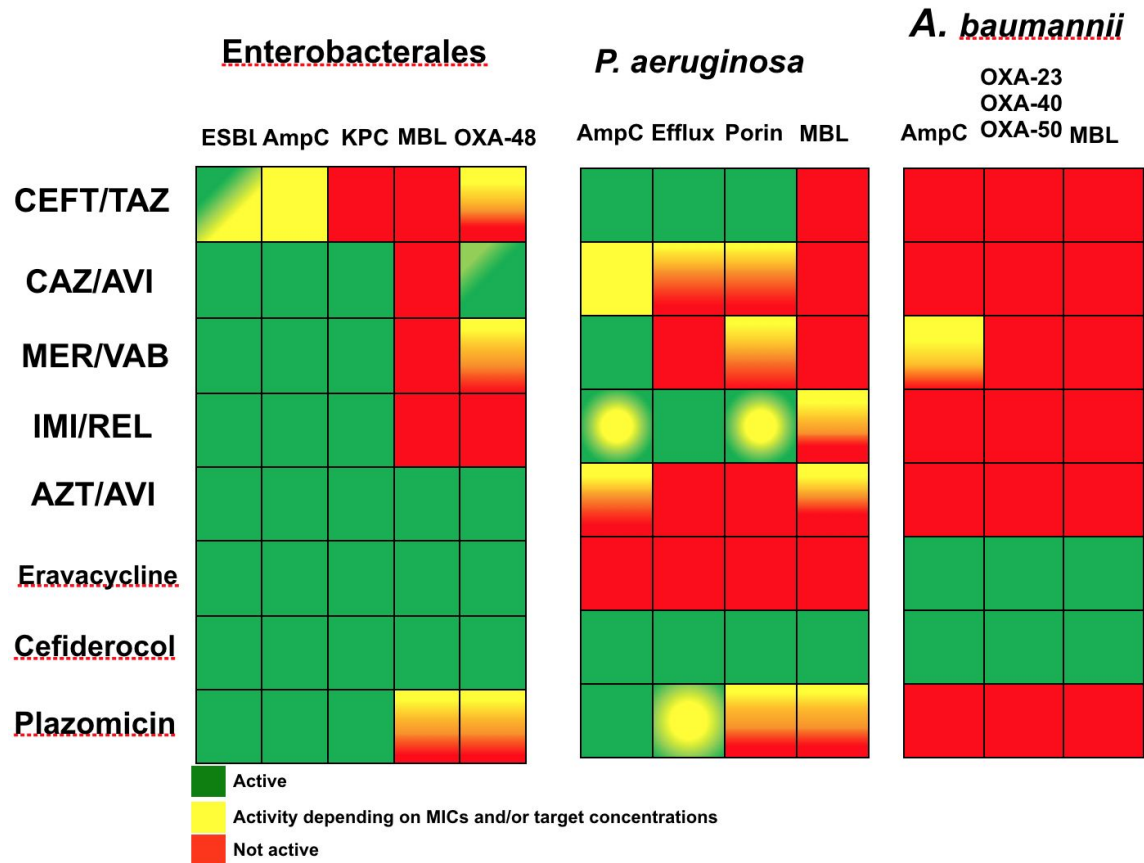 Enterobacterales
P. aeruginosa
A. baumannii
ESBL AmpC KPC MBL OXA-48
AmpC Efflux Porin MBL
OXA-23
OXA-40
AmpC OXA-50 MBL
CEFT/TAZ
CAZ/AVI
MER/VAB
IMI/REL
AZT/AVI
Eravacycline
Cefiderocol
Plazomicin
Active
Activity depending on MICs and/or target concentrations
Not active